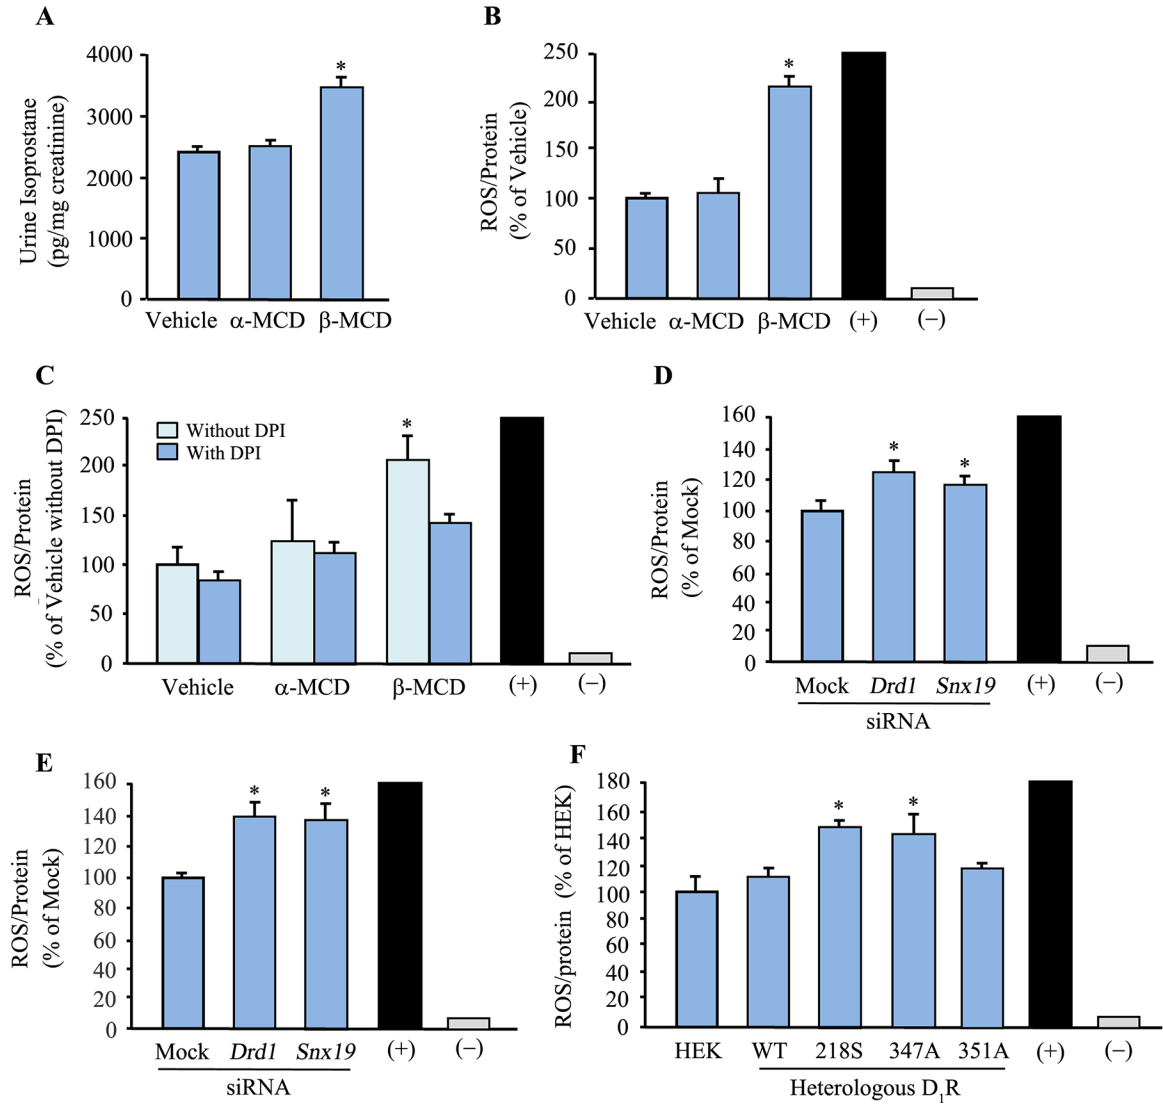 A
Urine Isoprostane
(pg/mg creatinine)
4000
3000
2000
1000
0
*
Vehicle α-MCD β-MCD
B
ROS/Protein
(% of Vehicle)
250
200
150
100
50
0
*
Vehicle α-MCD β-MCD (+) (−)
C
ROS/Protein
(% of Vehicle without DPI)
250
200
150
100
50
0
Without DPI
With DPI
*
Vehicle α-MCD β-MCD (+) (−)
D
ROS/Protein
(% of Mock)
160
140
120
100
80
60
40
20
0
* *
Mock Drd1 Snx19 (+) (−)
siRNA
E
ROS/Protein
(% of Mock)
160
140
120
100
80
60
40
20
0
* *
Mock Drd1 Snx19 (+) (−)
siRNA
F
ROS/protein (% of HEK)
180
160
140
120
100
80
60
40
20
0
* *
HEK WT 218S 347A 351A (+) (−)
Heterologous D₁R